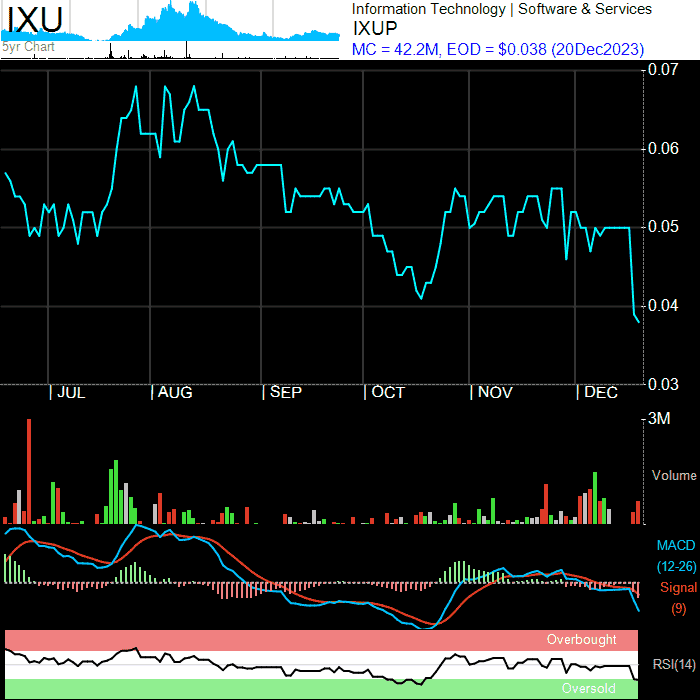 IXU
5yr Chart
Information Technology | Software & Services
IXUP
MC = 42.2M, EOD = $0.038 (20Dec2023)
0.07
0.06
0.05
0.04
0.03
JUL
AUG
SEP
OCT
NOV
DEC
3M
Volume
MACD
(12-26)
Signal
(9)
Overbought
RSI(14)
Oversold